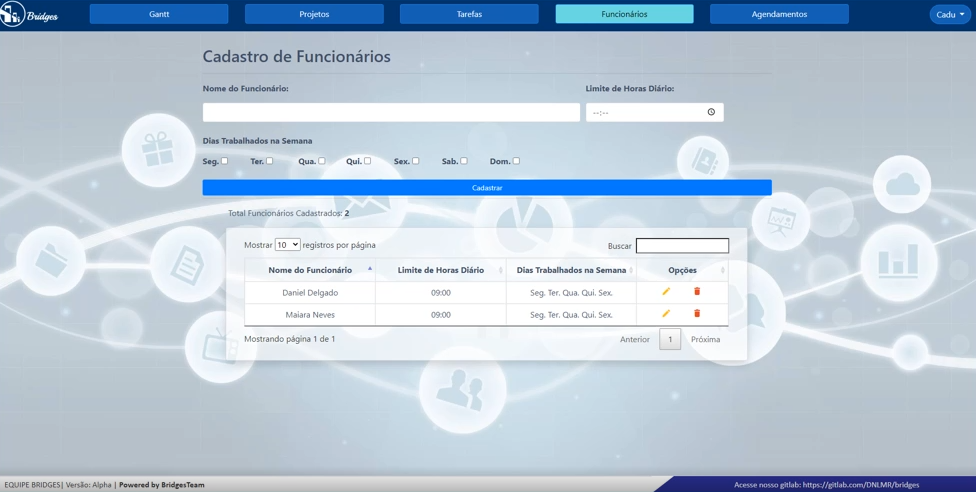 Bridges Gantt Projetos Tarefas Funcionários Agendamentos Cadu
Cadastro de Funcionários
Nome do Funcionário: Limite de Horas Diário:
--:--
Dias Trabalhados na Semana
Seg. Ter. Qua. Qui. Sex. Sab. Dom.
Cadastrar
Total Funcionários Cadastrados: 2
Mostrar 10 registros por página Buscar
Nome do Funcionário Limite de Horas Diário Dias Trabalhados na Semana Opções
Daniel Delgado 09:00 Seg. Ter. Qua. Qui. Sex.
Maiara Neves 09:00 Seg. Ter. Qua. Qui. Sex.
Mostrando página 1 de 1 Anterior 1 Próxima
EQUIPE BRIDGES| Versão: Alpha | Powered by BridgesTeam Acesse nosso gitlab: https://gitlab.com/DNLMR/bridges